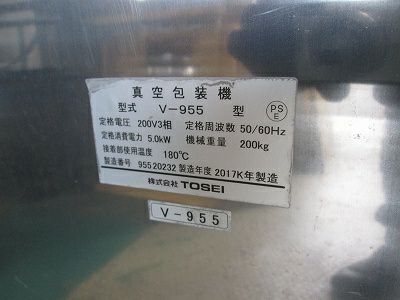 真空包装機
型式 V-955 型 PS E
定格電圧 200V3相 定格周波数 50/60Hz
定格消費電力 5.0kW 機械重量 200kg
接着部使用温度 180℃
製造番号 95520232 製造年度 2017K年製造
株式会社 TOSEI
V-955